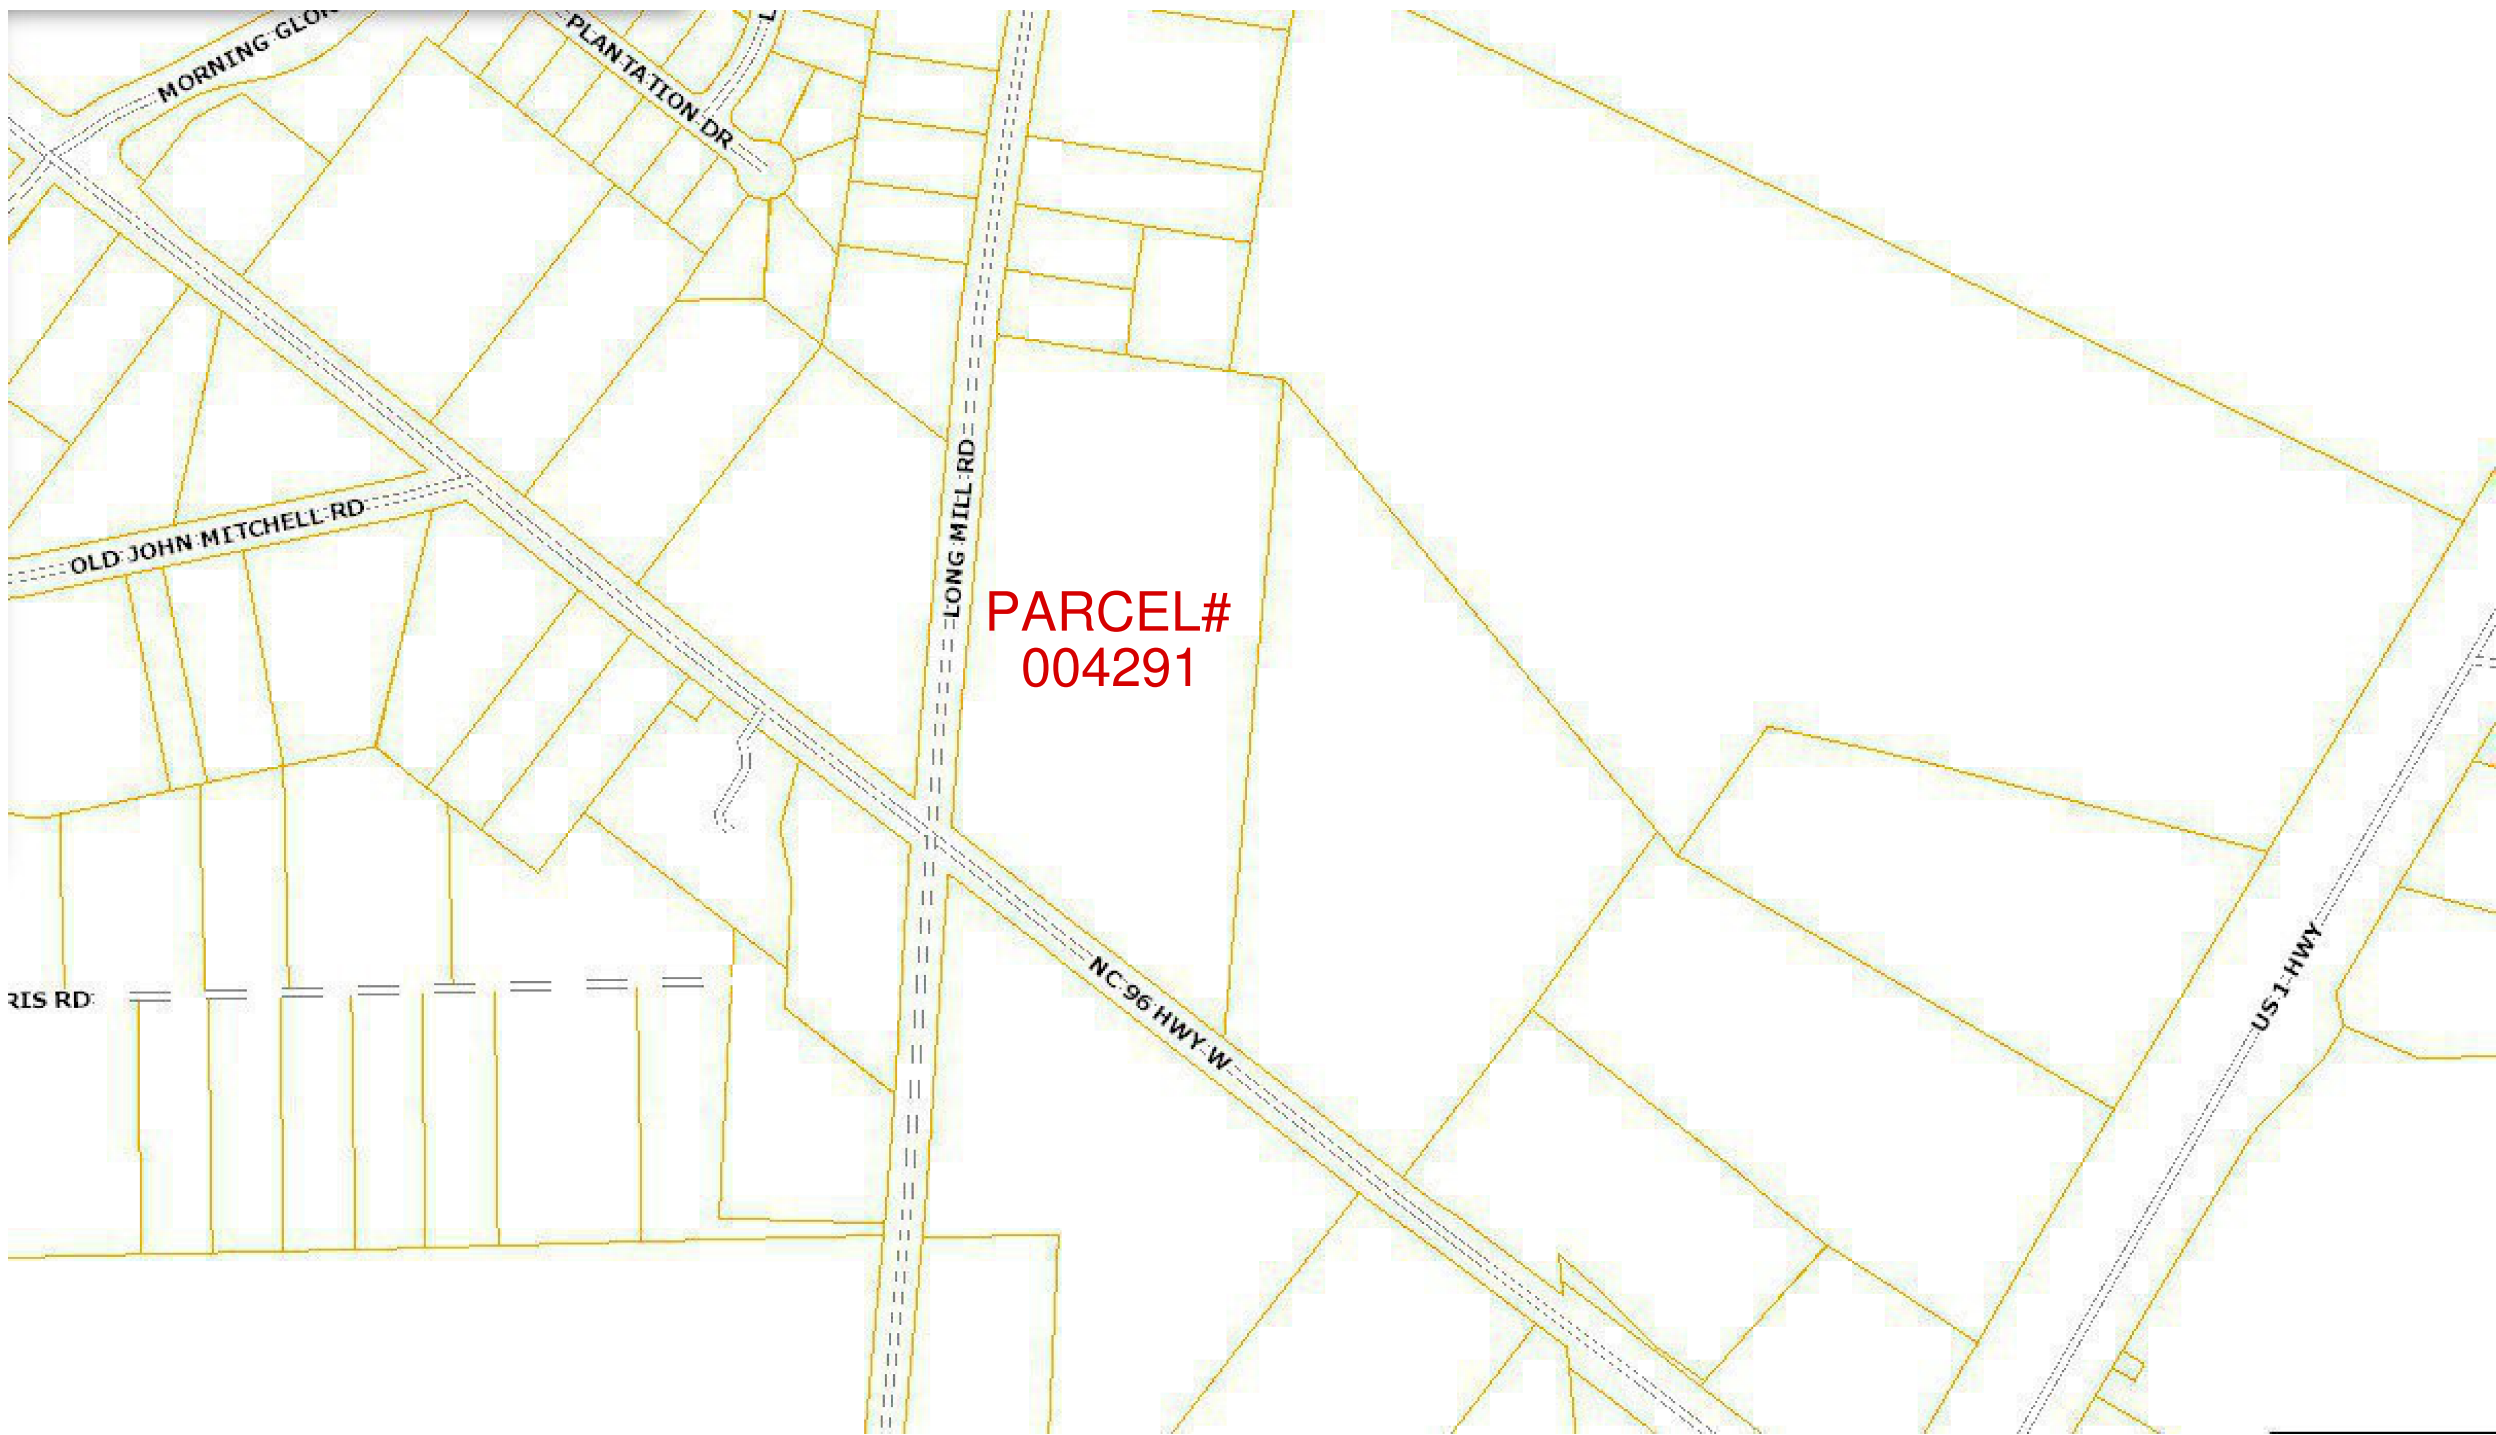 MORNING GLOR
PLANTATION DR
LONG MILL RD
OLD JOHN MITCHELL RD
PARCEL#
004291
RIS RD
NC 96 HWY W
US 1 HWY